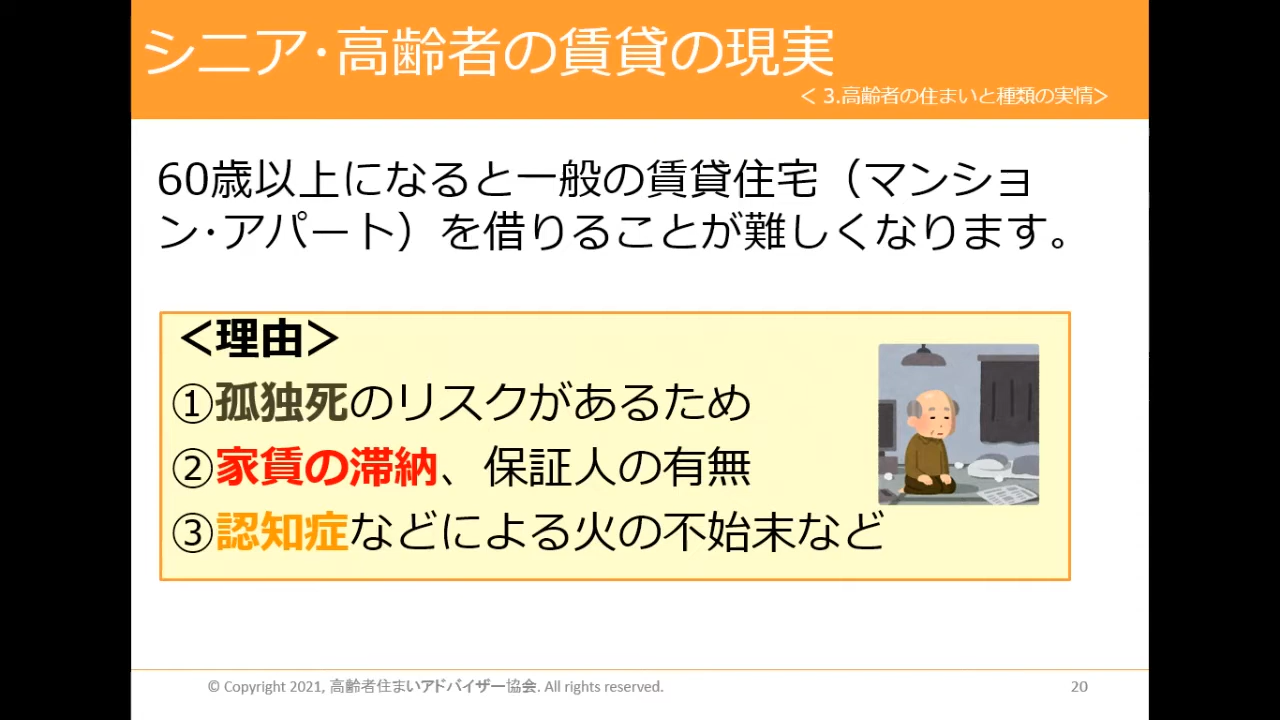 シニア･高齢者の賃貸の現実
＜ 3.高齢者の住まいと種類の実情＞
60歳以上になると一般の賃貸住宅（マンショ
ン･アパート）を借りることが難しくなります。
＜理由＞
①孤独死のリスクがあるため
②家賃の滞納、保証人の有無
③認知症などによる火の不始末など
© Copyright 2021, 高齢者住まいアドバイザー協会. All rights reserved.
20